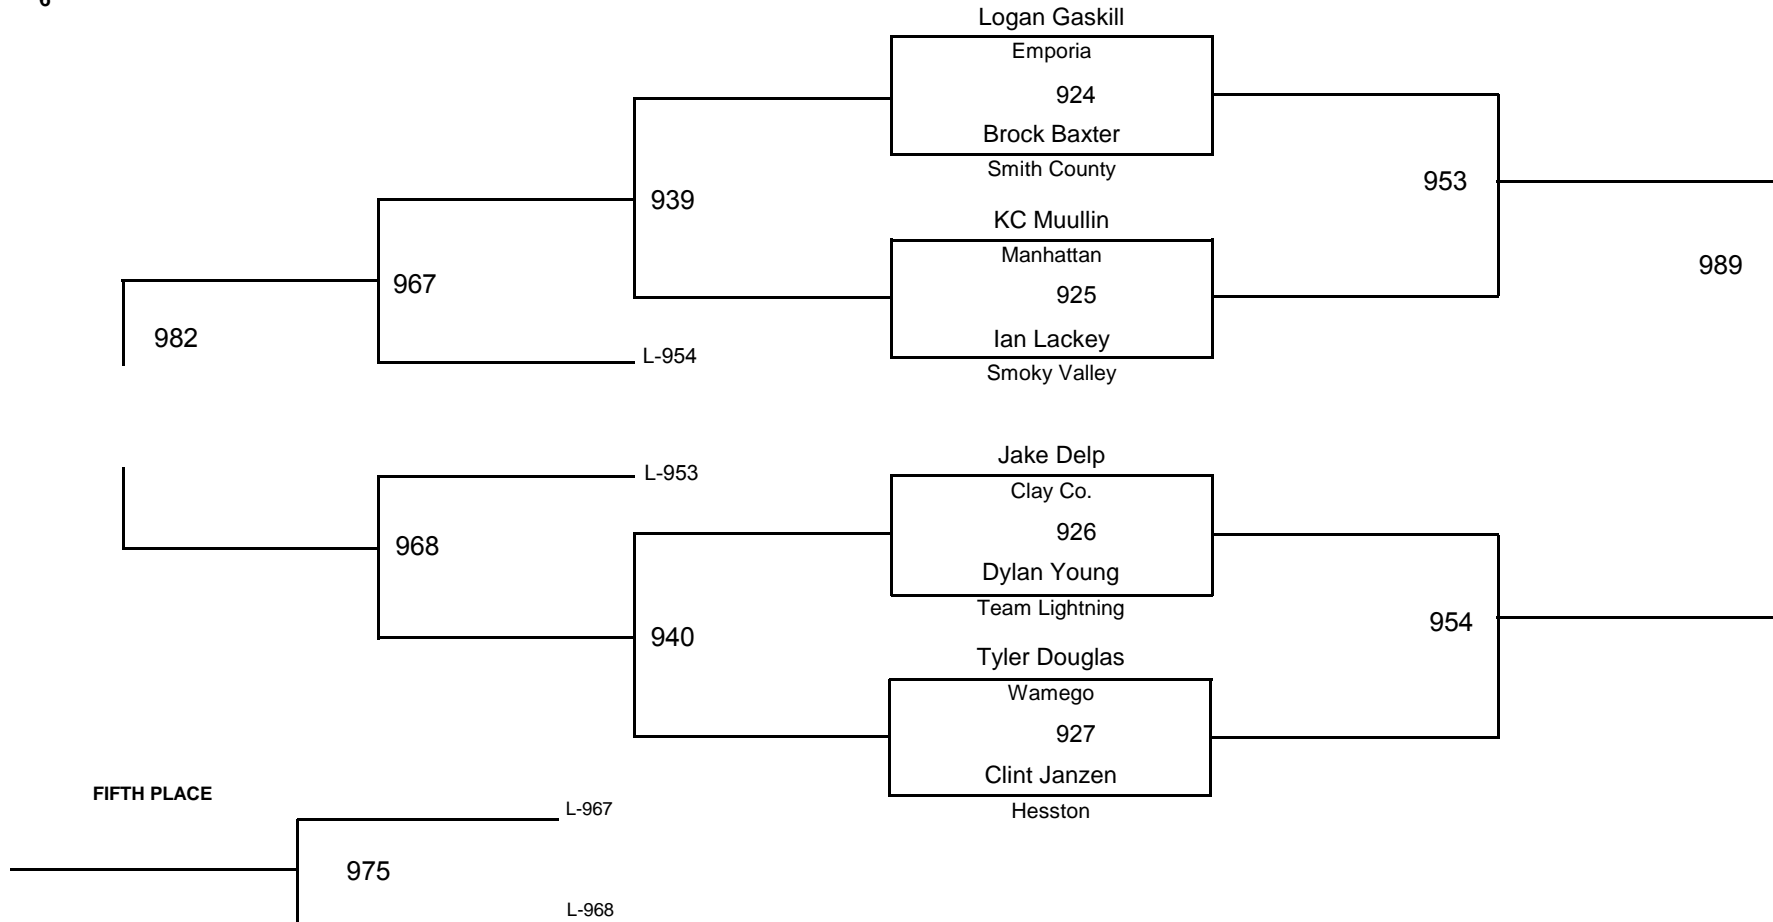 6
Logan Gaskill
Emporia
924
Brock Baxter
Smith County
939
953
KC Muullin
Manhattan
967
925
989
982
Ian Lackey
L-954
Smoky Valley
Jake Delp
L-953
Clay Co.
926
968
Dylan Young
Team Lightning
954
940
Tyler Douglas
Wamego
927
Clint Janzen
FIFTH PLACE
L-967
Hesston
975
L-968